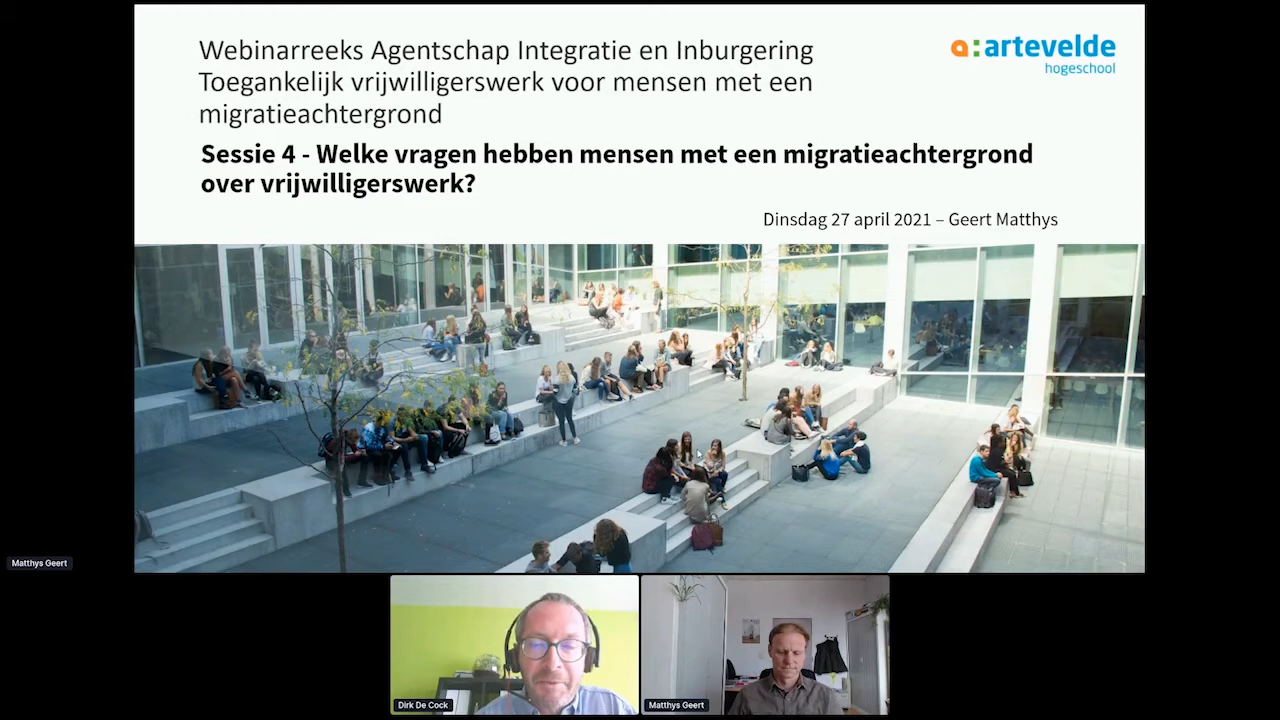 Webinarreeks Agentschap Integratie en Inburgering
Toegankelijk vrijwilligerswerk voor mensen met een
migratieachtergrond
a:artevelde
hogeschool
Sessie 4 - Welke vragen hebben mensen met een migratieachtergrond
over vrijwilligerswerk?
Dinsdag 27 april 2021 – Geert Matthys
Matthys Geert
Dirk De Cock
Matthys Geert